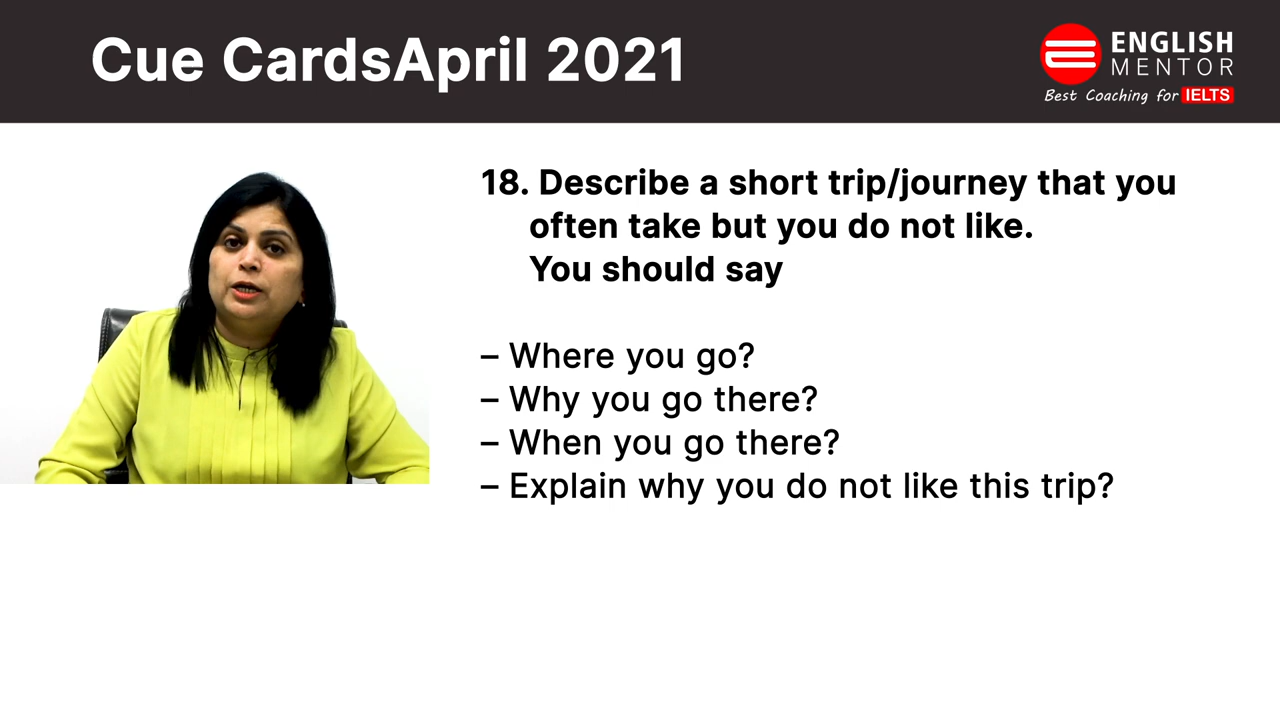 Cue CardsApril 2021
ENGLISH
MENTOR
Best Coaching for IELTS
18. Describe a short trip/journey that you
often take but you do not like.
You should say
– Where you go?
– Why you go there?
– When you go there?
– Explain why you do not like this trip?